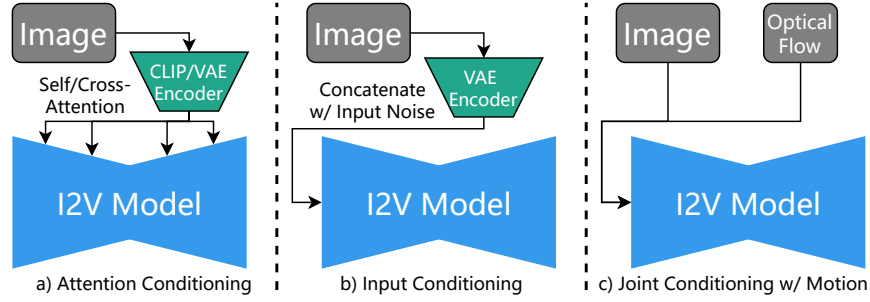 Image
CLIP/VAE
Encoder
Self/Cross-
Attention
I2V Model
a) Attention Conditioning
Image
VAE
Encoder
Concatenate
w/ Input Noise
I2V Model
b) Input Conditioning
Image
Optical
Flow
I2V Model
c) Joint Conditioning w/ Motion